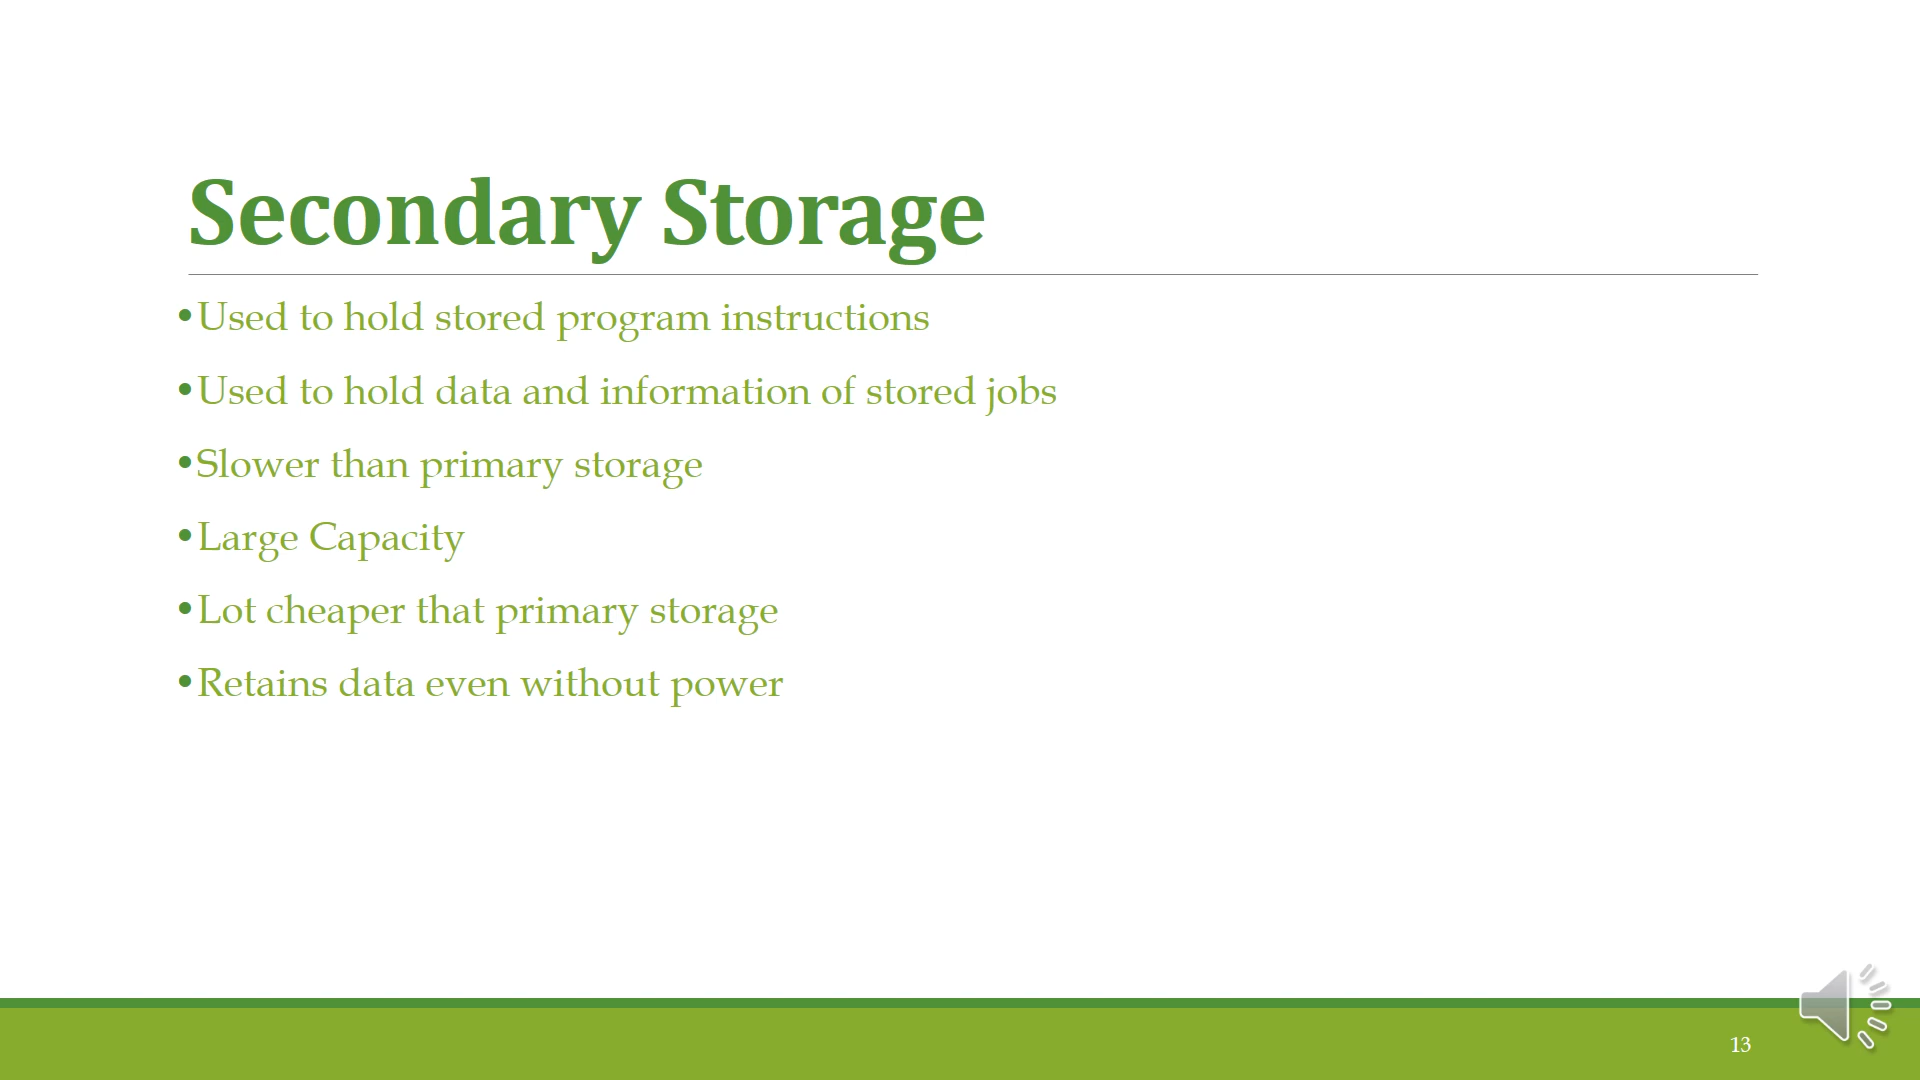 Secondary Storage
•Used to hold stored program instructions
•Used to hold data and information of stored jobs
•Slower than primary storage
•Large Capacity
•Lot cheaper that primary storage
•Retains data even without power
13